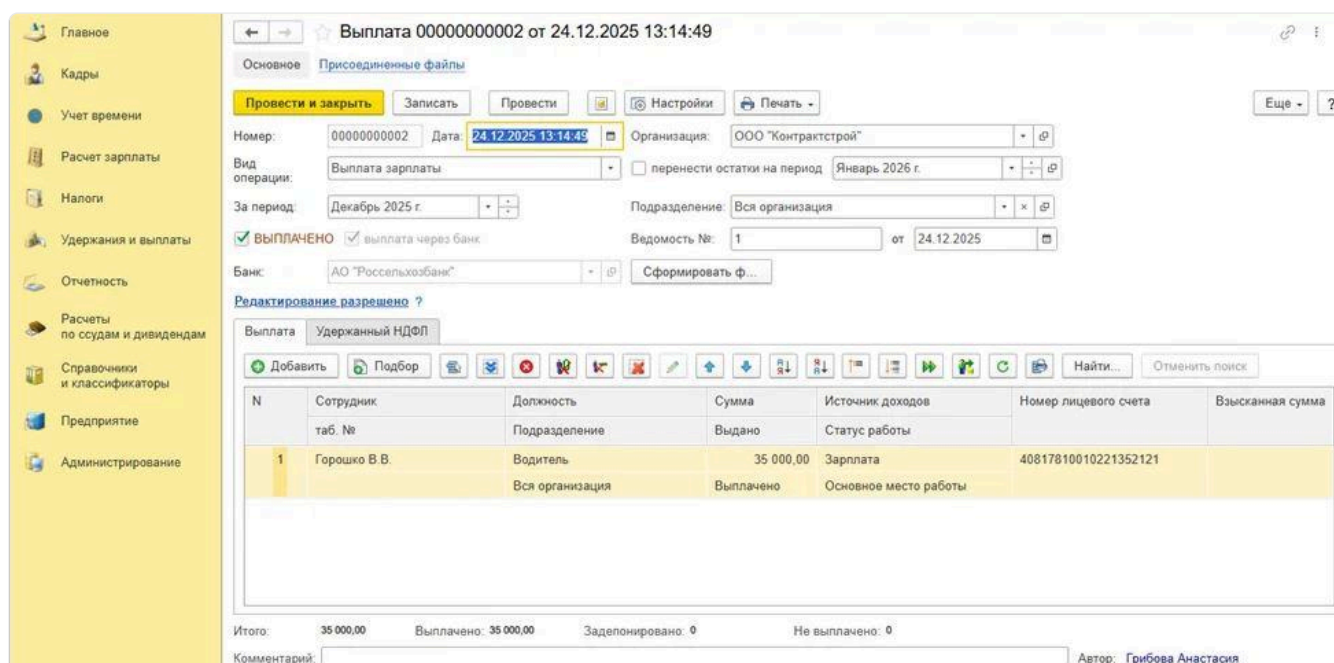 Главное
Кадры
Учет времени
Расчет зарплаты
Налоги
Удержания и выплаты
Отчетность
Расчеты
по ссудам и дивидендам
Справочники
и классификаторы
Предприятие
Администрирование
Выплата 00000000002 от 24.12.2025 13:14:49
Основное Присоединенные файлы
Провести и закрыть Записать Провести Настройки Печать Еще ?
Номер: 00000000002 Дата: 24.12.2025 13:14:49 Организация: ООО "Контрактстрой"
Вид
операции: Выплата зарплаты перенести остатки на период Январь 2026 г.
За период: Декабрь 2025 г. Подразделение: Вся организация
ВЫПЛАЧЕНО выплата через банк Ведомость №: 1 от 24.12.2025
Банк: АО "Россельхозбанк" Сформировать ф...
Редактирование разрешено ?
Выплата Удержанный НДФЛ
Добавить Подбор Найти... Отменить поиск
N Сотрудник Должность Сумма Источник доходов Номер лицевого счета Взысканная сумма
таб. № Подразделение Выдано Статус работы
1 Горошко В.В. Водитель 35 000,00 Зарплата 40817810010221352121
Вся организация Выплачено Основное место работы
Итого: 35 000,00 Выплачено: 35 000,00 Задепонировано: 0 Не выплачено: 0
Комментарий: Автор: Грибова Анастасия